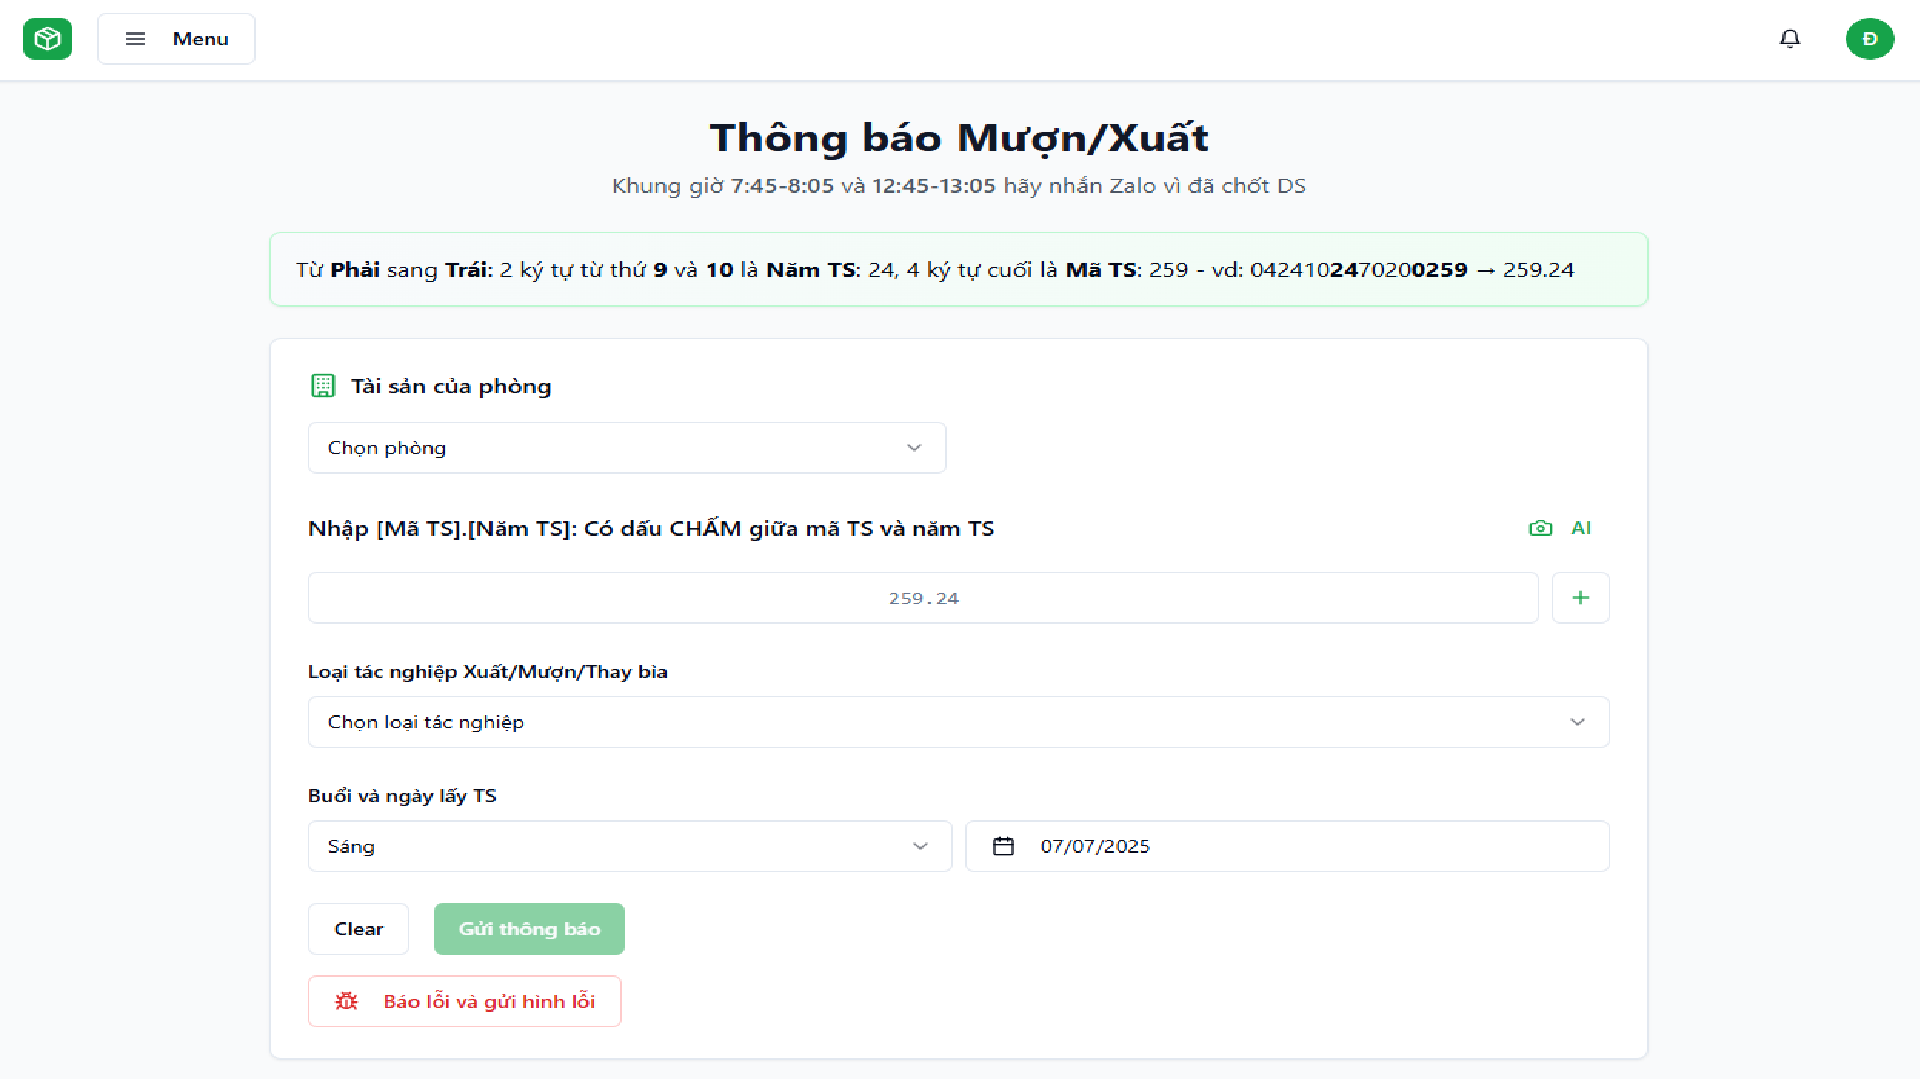 Menu
Đ
Thông báo Mượn/Xuất
Khung giờ 7:45-8:05 và 12:45-13:05 hãy nhắn Zalo vì đã chốt DS
Từ Phải sang Trái: 2 ký tự từ thứ 9 và 10 là Năm TS: 24, 4 ký tự cuối là Mã TS: 259 - vd: 0424102470200259 → 259.24
Tài sản của phòng
Chọn phòng
Nhập [Mã TS].[Năm TS]: Có dấu CHẤM giữa mã TS và năm TS
AI
259.24
Loại tác nghiệp Xuất/Mượn/Thay bìa
Chọn loại tác nghiệp
Buổi và ngày lấy TS
Sáng
07/07/2025
Clear
Gửi thông báo
Báo lỗi và gửi hình lỗi